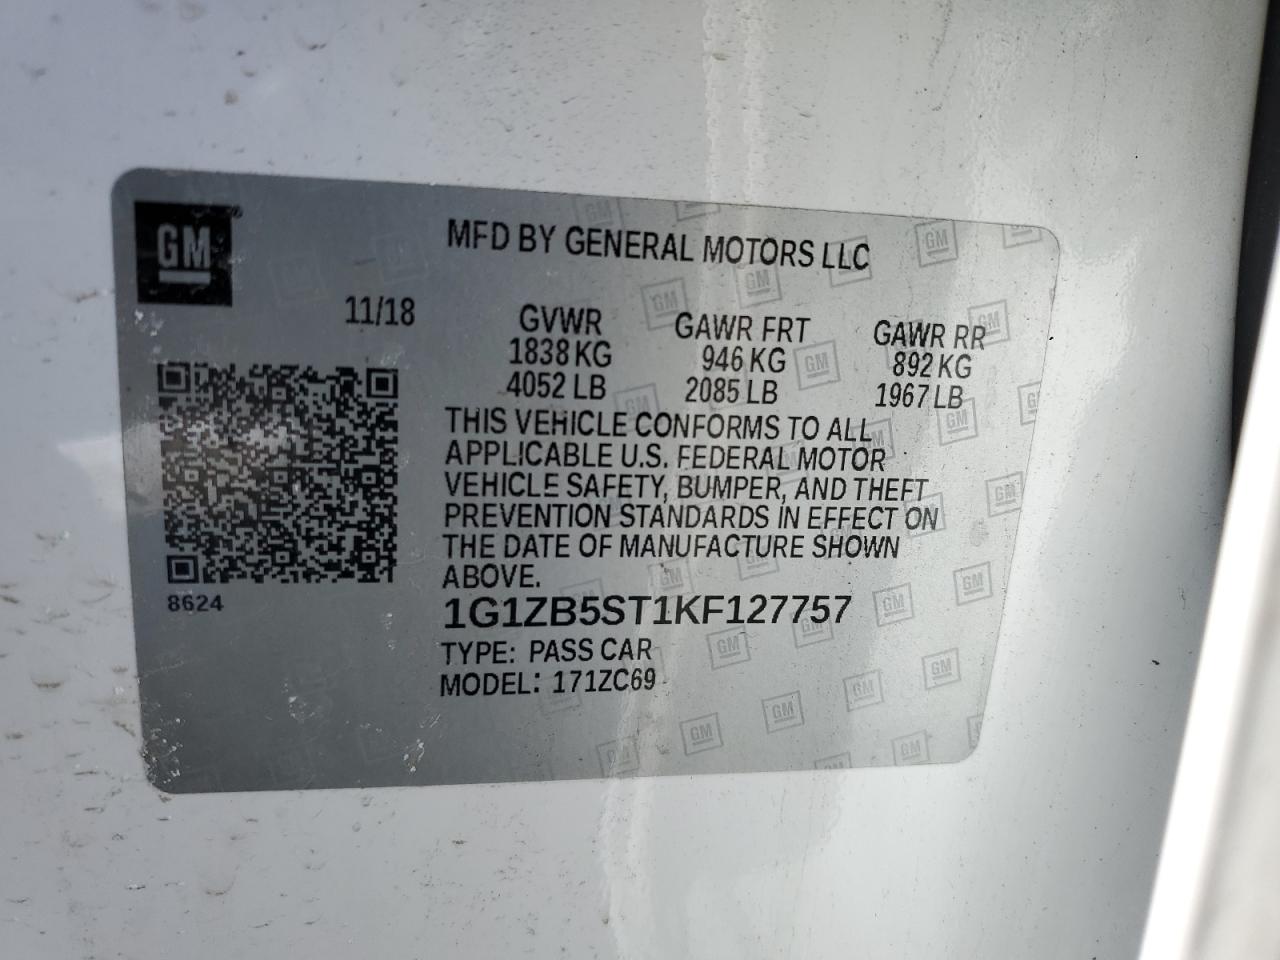 GM
MFD BY GENERAL MOTORS LLC
11/18
GVWR GAWR FRT GAWR RR
1838 KG 946 KG 892 KG
4052 LB 2085 LB 1967 LB
THIS VEHICLE CONFORMS TO ALL
APPLICABLE U.S. FEDERAL MOTOR
VEHICLE SAFETY, BUMPER, AND THEFT
PREVENTION STANDARDS IN EFFECT ON
THE DATE OF MANUFACTURE SHOWN
ABOVE.
8624
1G1ZB5ST1KF127757
TYPE: PASS CAR
MODEL: 171ZC69